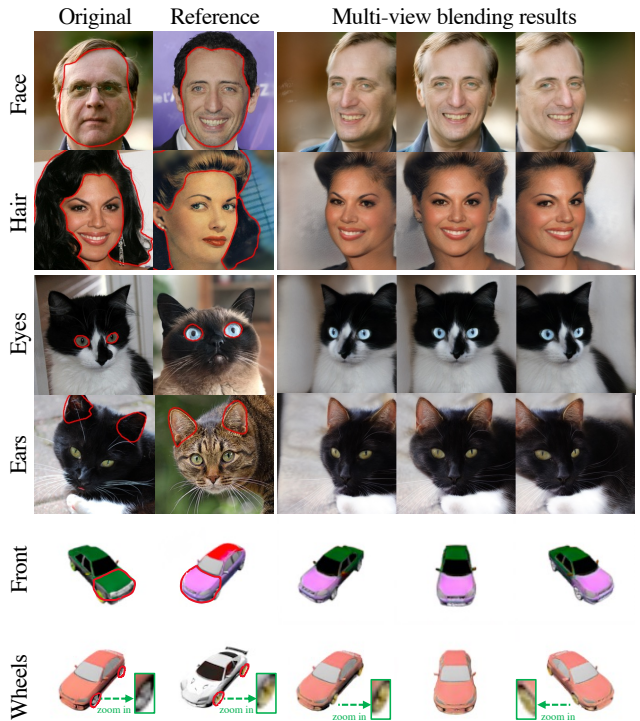 Original Reference Multi-view blending results
Face
Hair
Eyes
Ears
Front
Wheels
zoom in zoom in zoom in zoom in